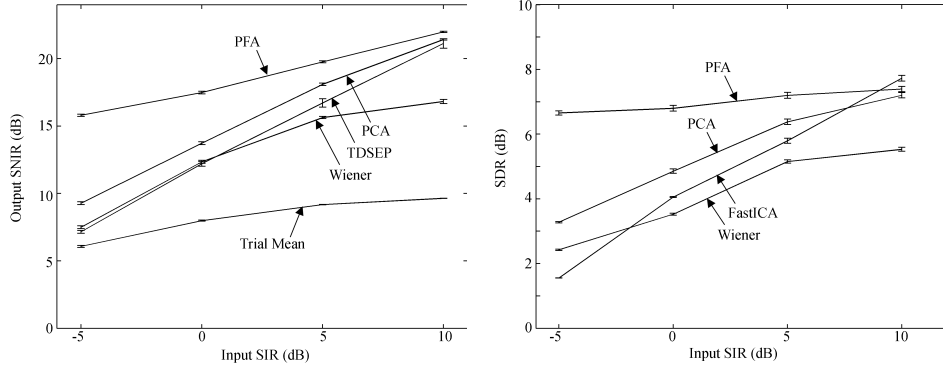 20
15
10
5
0
Output SNIR (dB)
-5
0
5
10
Input SIR (dB)
PFA
PCA
TDSEP
Wiener
Trial Mean
10
8
6
4
2
0
SDR (dB)
-5
0
5
10
Input SIR (dB)
PFA
PCA
FastICA
Wiener